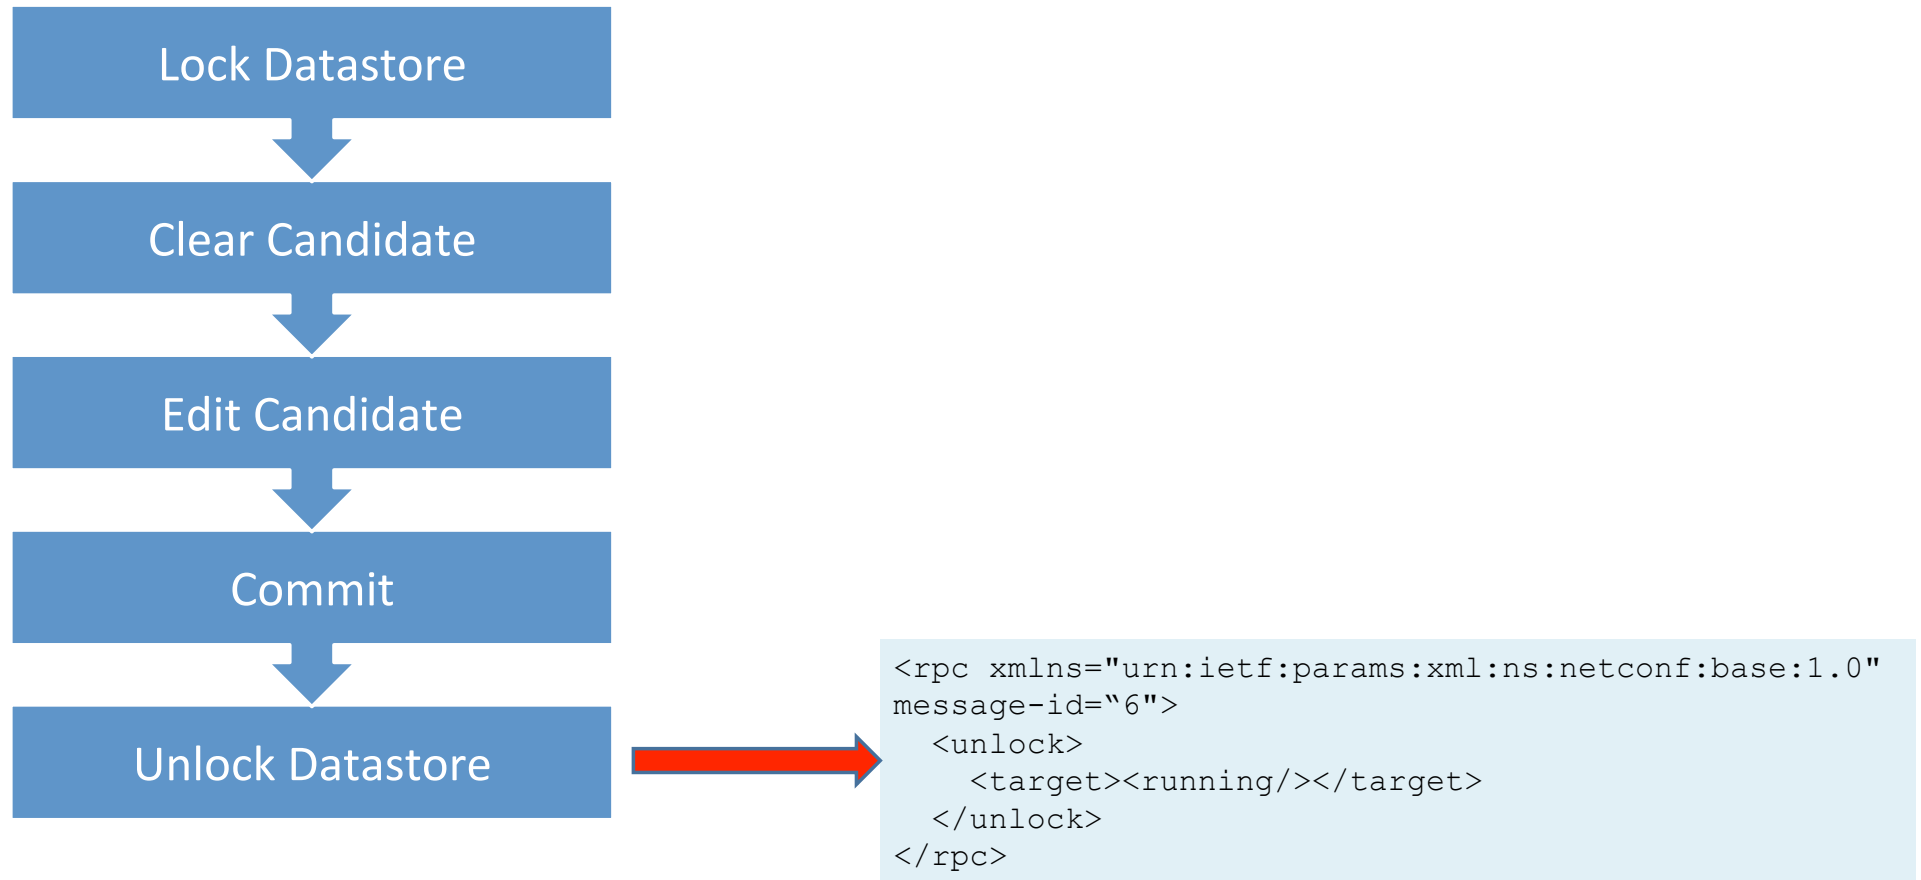 Lock Datastore
Clear Candidate
Edit Candidate
Commit
Unlock Datastore
<rpc xmlns="urn:ietf:params:xml:ns:netconf:base:1.0"
message-id=“6">
  <unlock>
    <target><running/></target>
  </unlock>
</rpc>